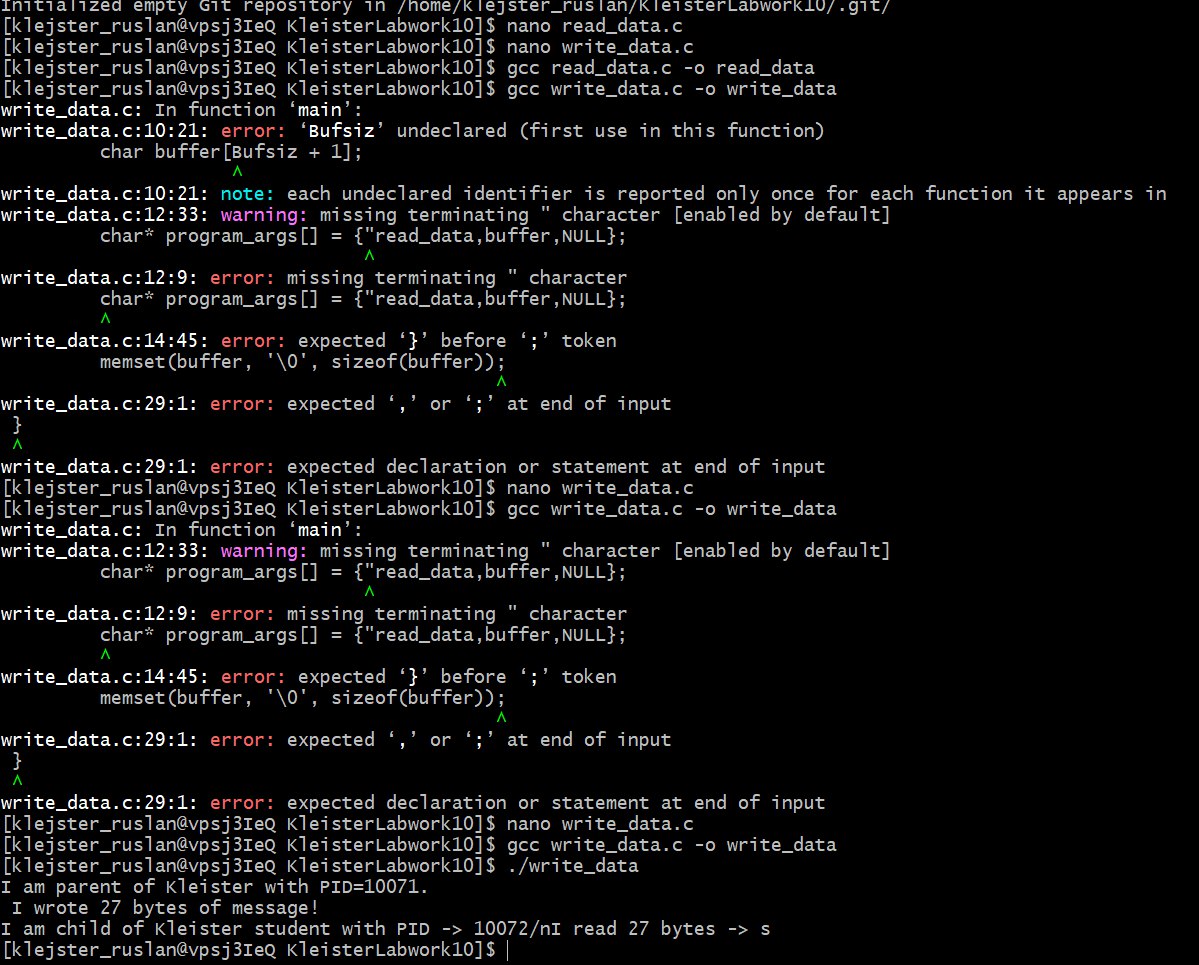 Initialized empty Git repository in /home/klejster_ruslan/KleisterLabwork10/.git/
[klejster_ruslan@vpsj3IeQ KleisterLabwork10]$ nano read_data.c
[klejster_ruslan@vpsj3IeQ KleisterLabwork10]$ nano write_data.c
[klejster_ruslan@vpsj3IeQ KleisterLabwork10]$ gcc read_data.c -o read_data
[klejster_ruslan@vpsj3IeQ KleisterLabwork10]$ gcc write_data.c -o write_data
write_data.c: In function ‘main’:
write_data.c:10:21: error: ‘Bufsiz’ undeclared (first use in this function)
         char buffer[Bufsiz + 1];
                     ^
write_data.c:10:21: note: each undeclared identifier is reported only once for each function it appears in
write_data.c:12:33: warning: missing terminating " character [enabled by default]
         char* program_args[] = {"read_data,buffer,NULL};
                                 ^
write_data.c:12:9: error: missing terminating " character
         char* program_args[] = {"read_data,buffer,NULL};
         ^
write_data.c:14:45: error: expected ‘}’ before ‘;’ token
         memset(buffer, '\0', sizeof(buffer));
                                             ^
write_data.c:29:1: error: expected ‘,’ or ‘;’ at end of input
 }
 ^
write_data.c:29:1: error: expected declaration or statement at end of input
[klejster_ruslan@vpsj3IeQ KleisterLabwork10]$ nano write_data.c
[klejster_ruslan@vpsj3IeQ KleisterLabwork10]$ gcc write_data.c -o write_data
write_data.c: In function ‘main’:
write_data.c:12:33: warning: missing terminating " character [enabled by default]
         char* program_args[] = {"read_data,buffer,NULL};
                                 ^
write_data.c:12:9: error: missing terminating " character
         char* program_args[] = {"read_data,buffer,NULL};
         ^
write_data.c:14:45: error: expected ‘}’ before ‘;’ token
         memset(buffer, '\0', sizeof(buffer));
                                             ^
write_data.c:29:1: error: expected ‘,’ or ‘;’ at end of input
 }
 ^
write_data.c:29:1: error: expected declaration or statement at end of input
[klejster_ruslan@vpsj3IeQ KleisterLabwork10]$ nano write_data.c
[klejster_ruslan@vpsj3IeQ KleisterLabwork10]$ gcc write_data.c -o write_data
[klejster_ruslan@vpsj3IeQ KleisterLabwork10]$ ./write_data
I am parent of Kleister with PID=10071.
 I wrote 27 bytes of message!
I am child of Kleister student with PID -> 10072/nI read 27 bytes -> s
[klejster_ruslan@vpsj3IeQ KleisterLabwork10]$